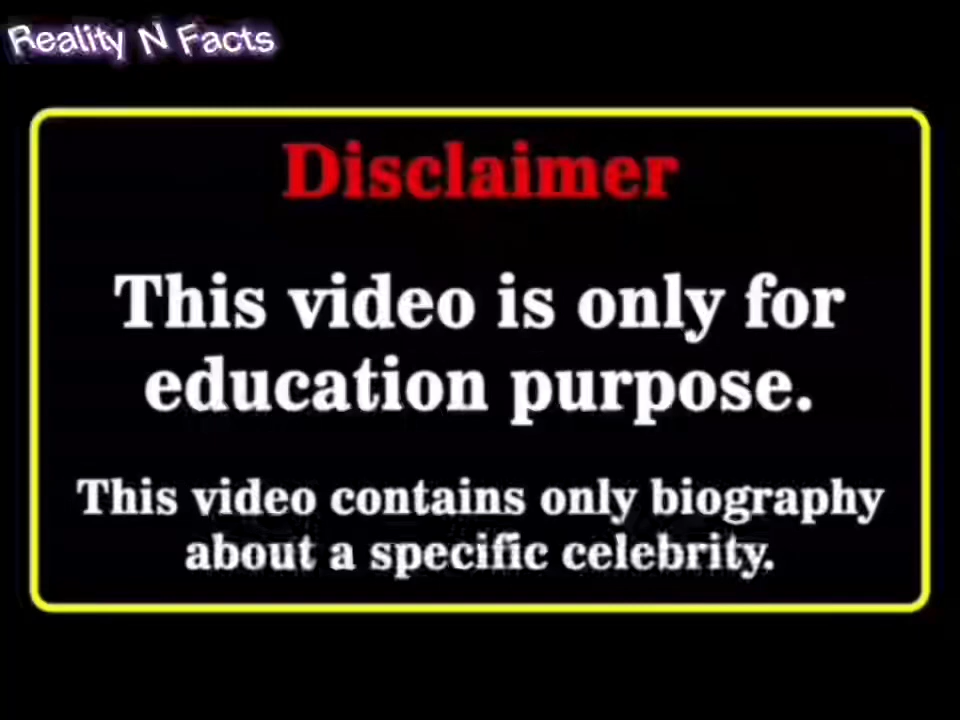 Reality N Facts
Disclaimer
This video is only for
education purpose.
This video contains only biography
about a specific celebrity.